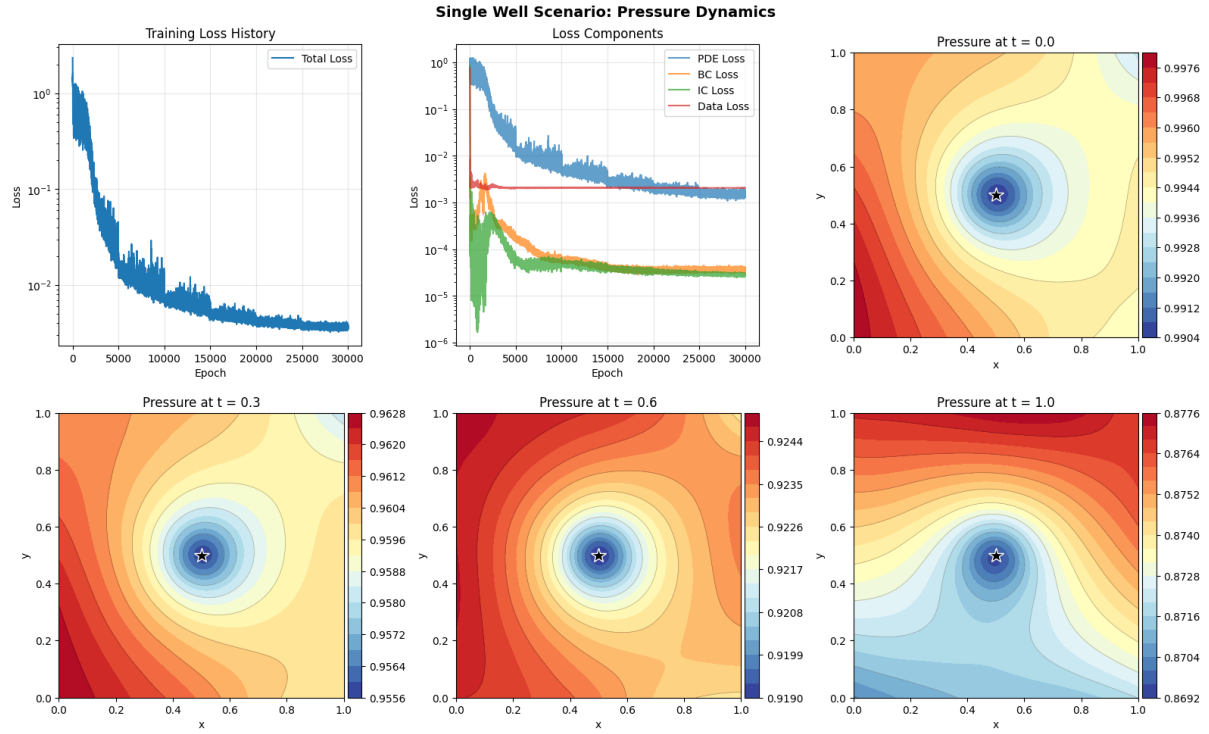 Single Well Scenario: Pressure Dynamics
Training Loss History
Total Loss
Loss
10⁰
10⁻¹
10⁻²
0 5000 10000 15000 20000 25000 30000
Epoch
Loss Components
PDE Loss
BC Loss
IC Loss
Data Loss
Loss
10⁰
10⁻¹
10⁻²
10⁻³
10⁻⁴
10⁻⁵
10⁻⁶
0 5000 10000 15000 20000 25000 30000
Epoch
Pressure at t = 0.0
y
1.0
0.8
0.6
0.4
0.2
0.0
0.0 0.2 0.4 0.6 0.8 1.0
x
0.9976
0.9968
0.9960
0.9952
0.9944
0.9936
0.9928
0.9920
0.9912
0.9904
Pressure at t = 0.3
y
1.0
0.8
0.6
0.4
0.2
0.0
0.0 0.2 0.4 0.6 0.8 1.0
x
0.9628
0.9620
0.9612
0.9604
0.9596
0.9588
0.9580
0.9572
0.9564
0.9556
Pressure at t = 0.6
y
1.0
0.8
0.6
0.4
0.2
0.0
0.0 0.2 0.4 0.6 0.8 1.0
x
0.9244
0.9235
0.9226
0.9217
0.9208
0.9199
0.9190
Pressure at t = 1.0
y
1.0
0.8
0.6
0.4
0.2
0.0
0.0 0.2 0.4 0.6 0.8 1.0
x
0.8776
0.8764
0.8752
0.8740
0.8728
0.8716
0.8704
0.8692